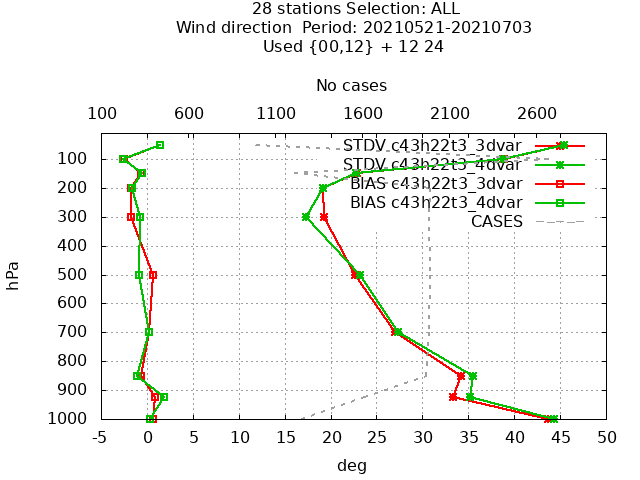 28 stations Selection: ALL
Wind direction  Period: 20210521-20210703
Used {00,12} + 12 24
No cases
100 600 1100 1600 2100 2600
STDV c43h22t3_3dvar
STDV c43h22t3_4dvar
BIAS c43h22t3_3dvar
BIAS c43h22t3_4dvar
CASES
100
200
300
400
500
600
700
800
900
1000
hPa
-5 0 5 10 15 20 25 30 35 40 45 50
deg